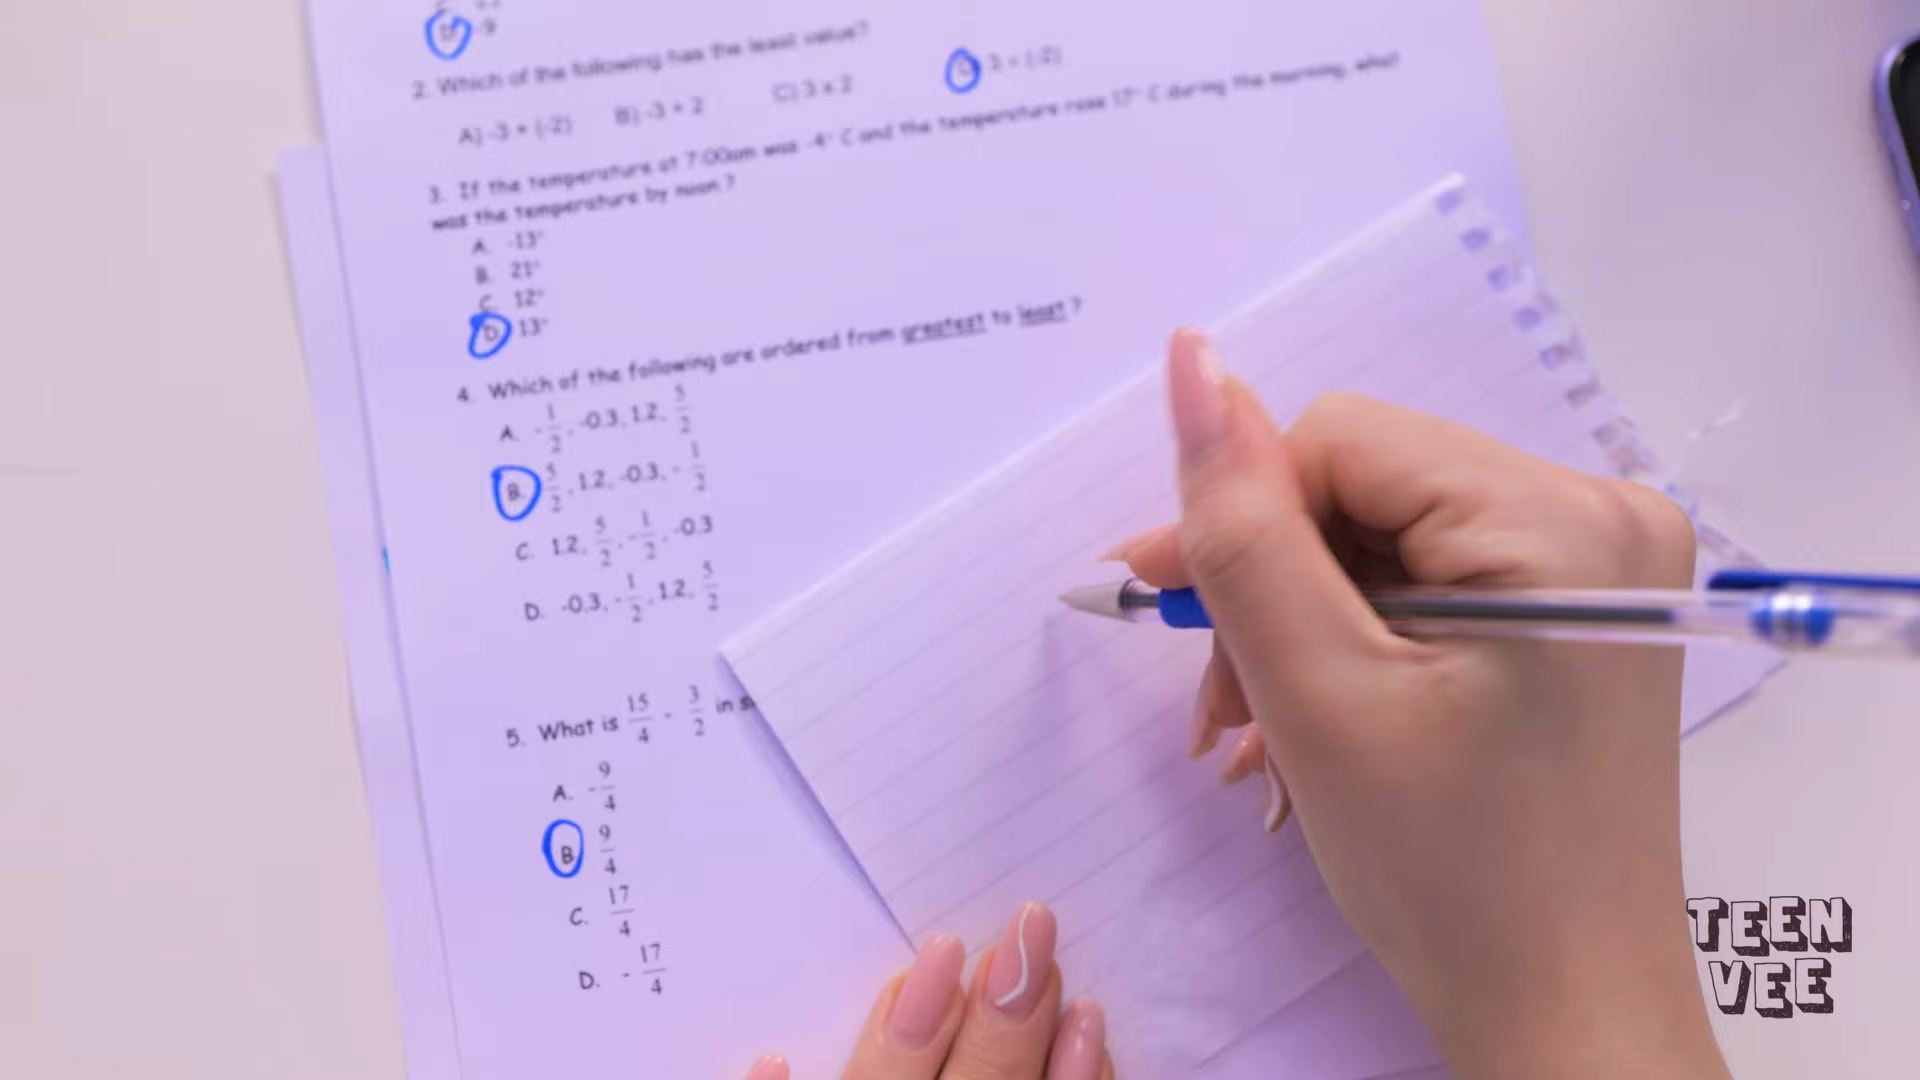 D. -9
2. Which of the following has the least value?
A) -3 + (-2) B) -3 + 2 C) 3 x 2
3. If the temperature at 7:00am was -4° C and the temperature rose 17° C during the morning, what
was the temperature by noon ?
A. -13°
B. 21°
C. 12°
D. 13°
4. Which of the following are ordered from greatest to least ?
A. -1/2, -0.3, 1.2, 5/2
B. 5/2, 1.2, -0.3, -1/2
C. 1.2, 5/2, -1/2, -0.3
D. -0.3, -1/2, 1.2, 5/2
5. What is 15/4 - 3/2 in
A. -9/4
B. 9/4
C. 17/4
D. -17/4
TEEN
VEE